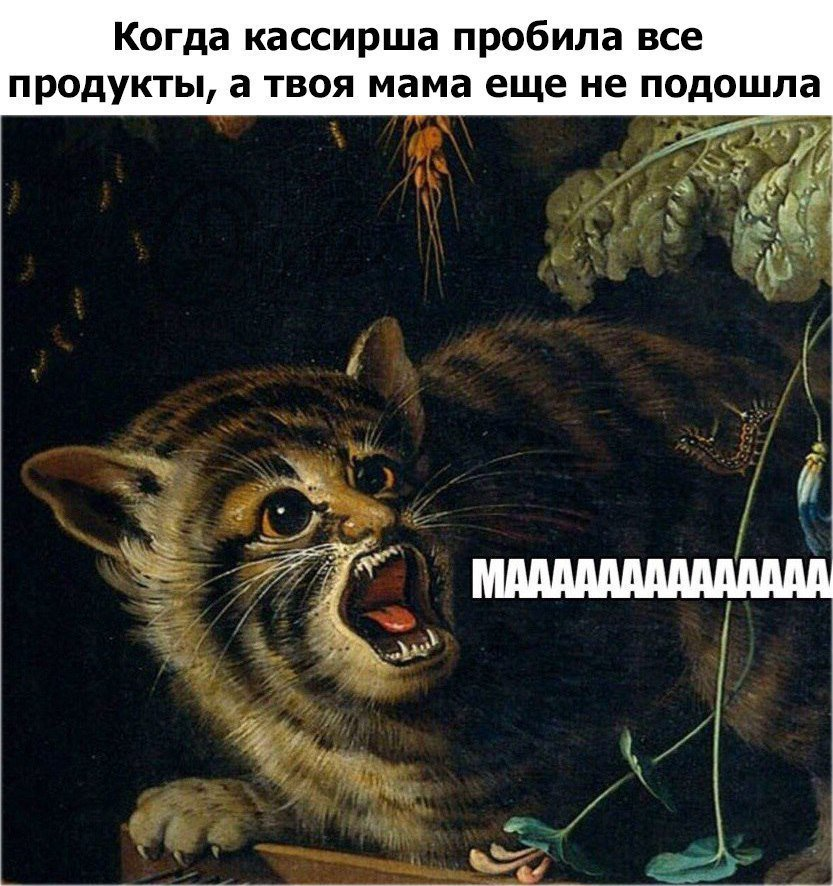 Когда кассирша пробила все
продукты, а твоя мама еще не подошла
МААААААААААААААА